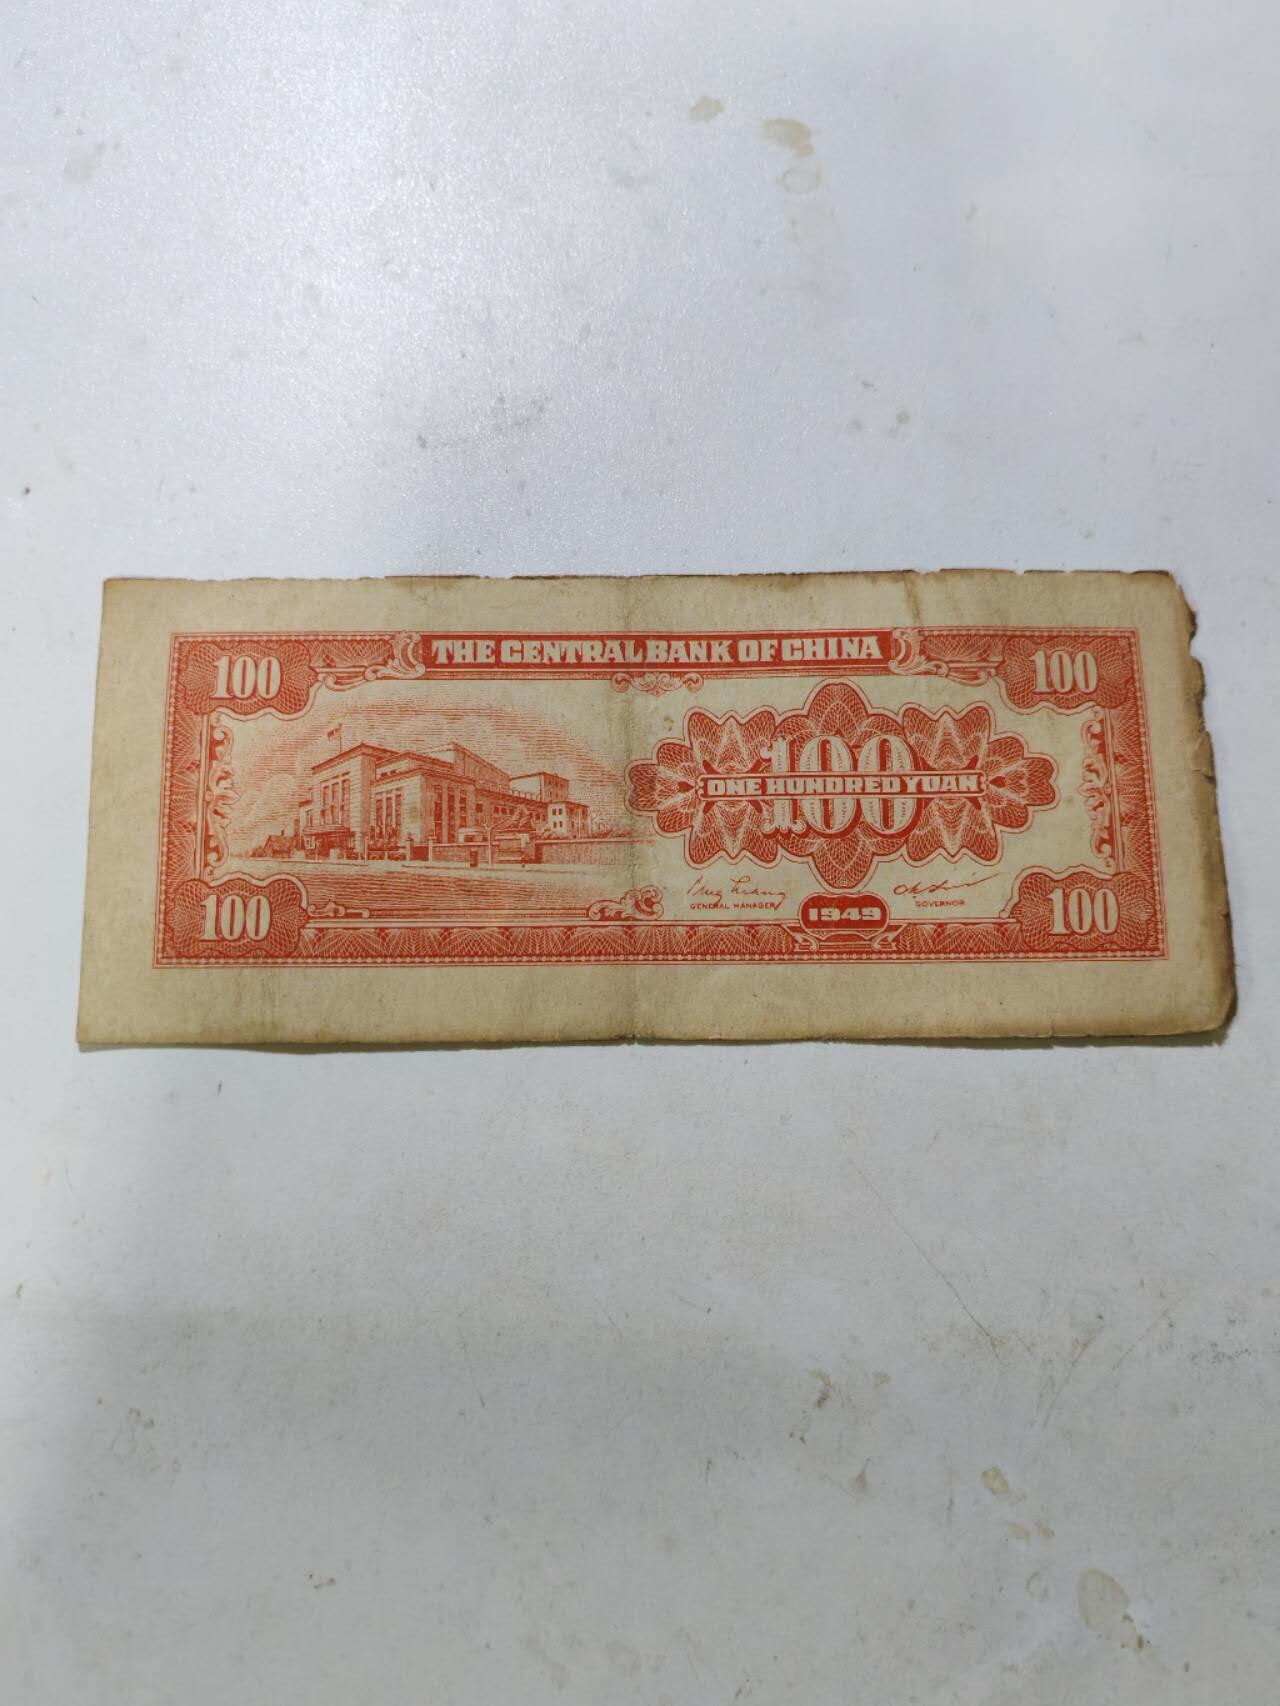 THE CENTRAL BANK OF CHINA
100 100
100
ONE HUNDRED YUAN
GENERAL MANAGER GOVERNOR
1949
100 100